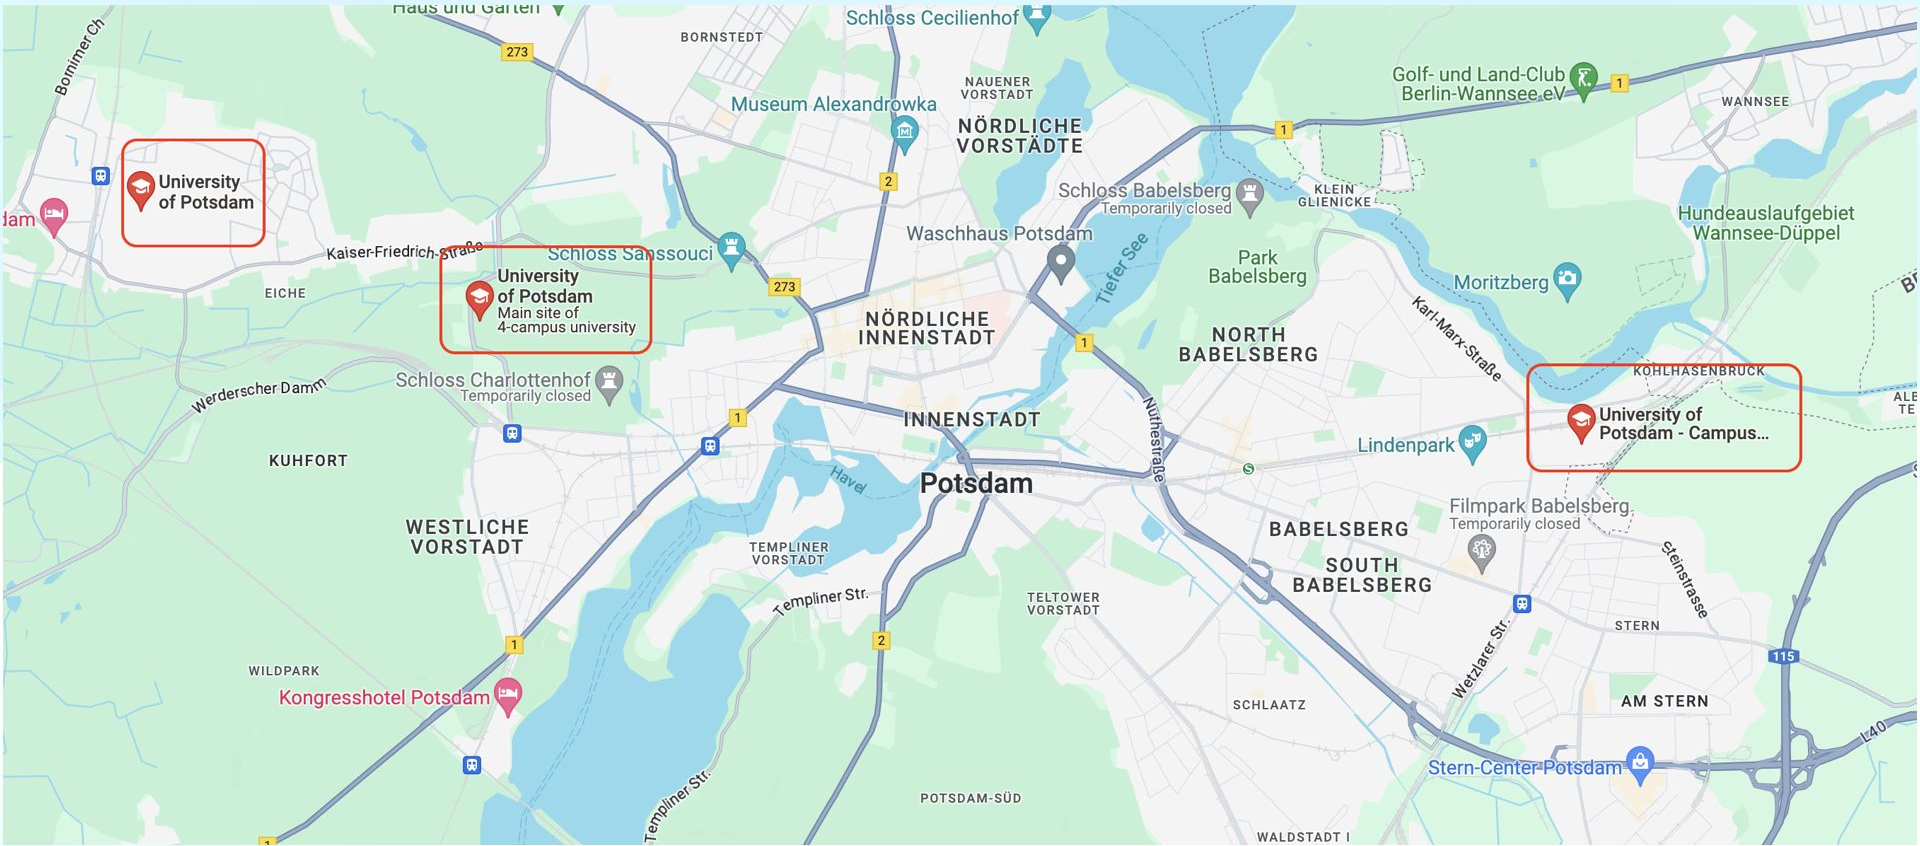 Haus und Garten
Schloss Cecilienhof
Bornimer Ch
273
BORNSTEDT
NAUENER
VORSTADT
Golf- und Land-Club
Berlin-Wannsee eV
1
WANNSEE
Museum Alexandrowka
NÖRDLICHE
VORSTÄDTE
1
University
of Potsdam
2
Schloss Babelsberg
Temporarily closed
KLEIN
GLIENICKE
dam
Hundeauslaufgebiet
Wannsee-Düppel
Waschhaus Potsdam
Tiefer See
Kaiser-Friedrich-Straße
Schloss Sanssouci
Park
Babelsberg
Moritzberg
EICHE
University
of Potsdam
Main site of
4-campus university
273
NÖRDLICHE
INNENSTADT
1
NORTH
BABELSBERG
Karl-Marx-Straße
KOHLHASENBRÜCK
Werderscher Damm
Schloss Charlottenhof
Temporarily closed
1
INNENSTADT
Nuthestraße
University of
Potsdam - Campus...
Lindenpark
S
KUHFORT
Havel
Potsdam
Filmpark Babelsberg
Temporarily closed
WESTLICHE
VORSTADT
TEMPLINER
VORSTADT
BABELSBERG
SOUTH
BABELSBERG
Steinstrasse
Templiner Str.
TELTOWER
VORSTADT
STERN
1
2
115
WILDPARK
Kongresshotel Potsdam
Wetzlarer Str.
SCHLAATZ
AM STERN
L40
Stern-Center Potsdam
Templiner Str.
POTSDAM-SÜD
WALDSTADT I
1